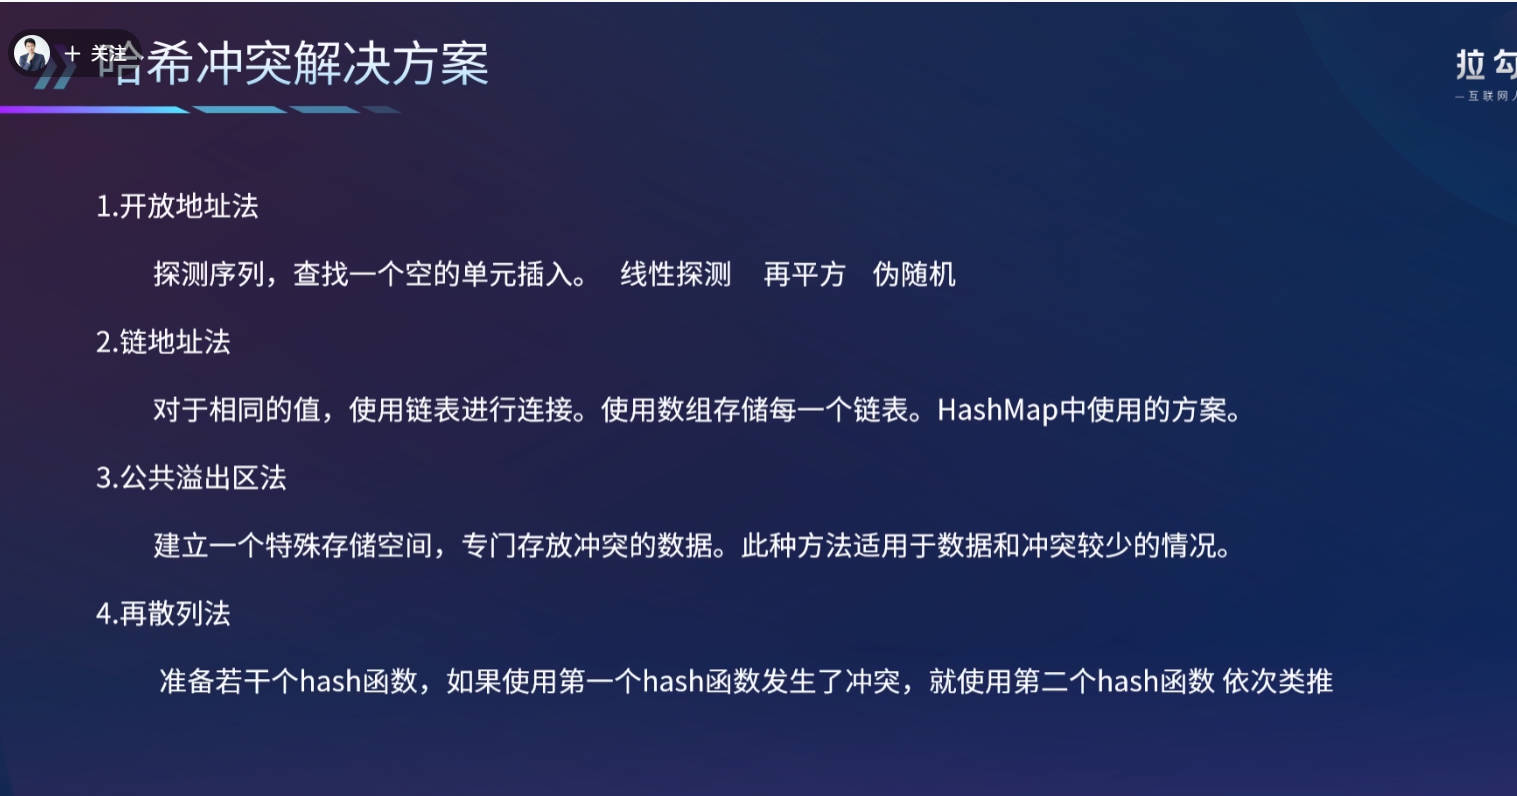 + 关注
哈希冲突解决方案
拉勾
—互联网人
1.开放地址法
探测序列，查找一个空的单元插入。 线性探测 再平方 伪随机
2.链地址法
对于相同的值，使用链表进行连接。使用数组存储每一个链表。HashMap中使用的方案。
3.公共溢出区法
建立一个特殊存储空间，专门存放冲突的数据。此种方法适用于数据和冲突较少的情况。
4.再散列法
准备若干个hash函数，如果使用第一个hash函数发生了冲突，就使用第二个hash函数 依次类推